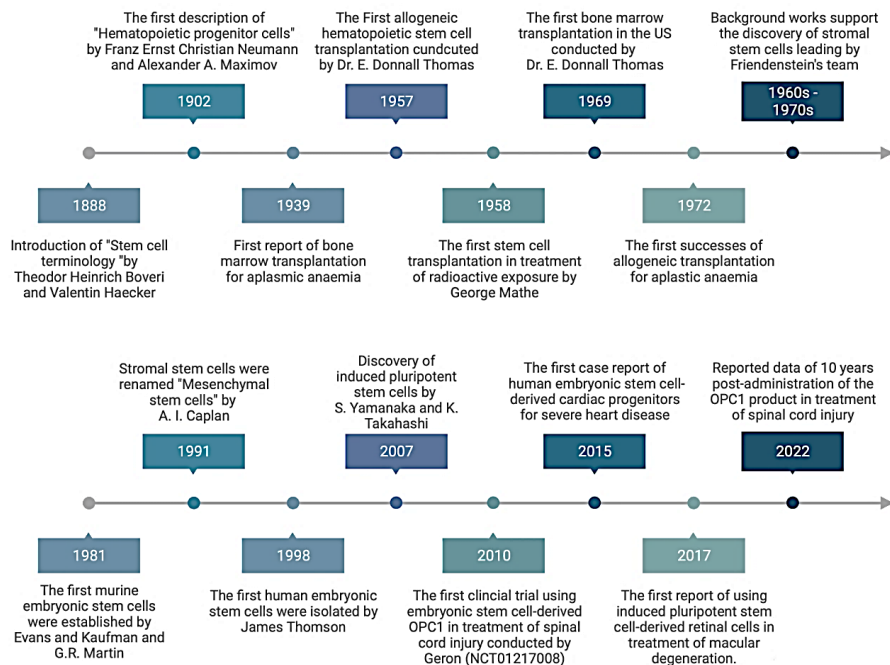 The first description of
"Hematopoietic progenitor cells"
by Franz Ernst Christian Neumann
and Alexander A. Maximov
1902
The First allogeneic
hematopoietic stem cell
transplantation cundcuted
by Dr. E. Donnall Thomas
1957
The first bone marrow
transplantation in the US
conducted by
Dr. E. Donnall Thomas
1969
Background works support
the discovery of stromal
stem cells leading by
Friendenstein's team
1960s -
1970s
1888
Introduction of "Stem cell
terminology "by
Theodor Heinrich Boveri
and Valentin Haecker
1939
First report of bone
marrow transplantation
for aplasmic anaemia
1958
The first stem cell
transplantation in treatment
of radioactive exposure by
George Mathe
1972
The first successes of
allogeneic transplantation
for aplastic anaemia
Stromal stem cells were
renamed "Mesenchymal
stem cells" by
A. I. Caplan
1991
Discovery of
induced pluripotent
stem cells by
S. Yamanaka and K.
Takahashi
2007
The first case report of
human embryonic stem cell-
derived cardiac progenitors
for severe heart disease
2015
Reported data of 10 years
post-administration of the
OPC1 product in treatment
of spinal cord injury
2022
1981
The first murine
embryonic stem cells
were established by
Evans and Kaufman and
G.R. Martin
1998
The first human embryonic
stem cells were isolated by
James Thomson
2010
The first clincial trial using
embryonic stem cell-derived
OPC1 in treatment of spinal
cord injury conducted by
Geron (NCT01217008)
2017
The first report of using
induced pluripotent stem
cell-derived retinal cells in
treatment of macular
degeneration.